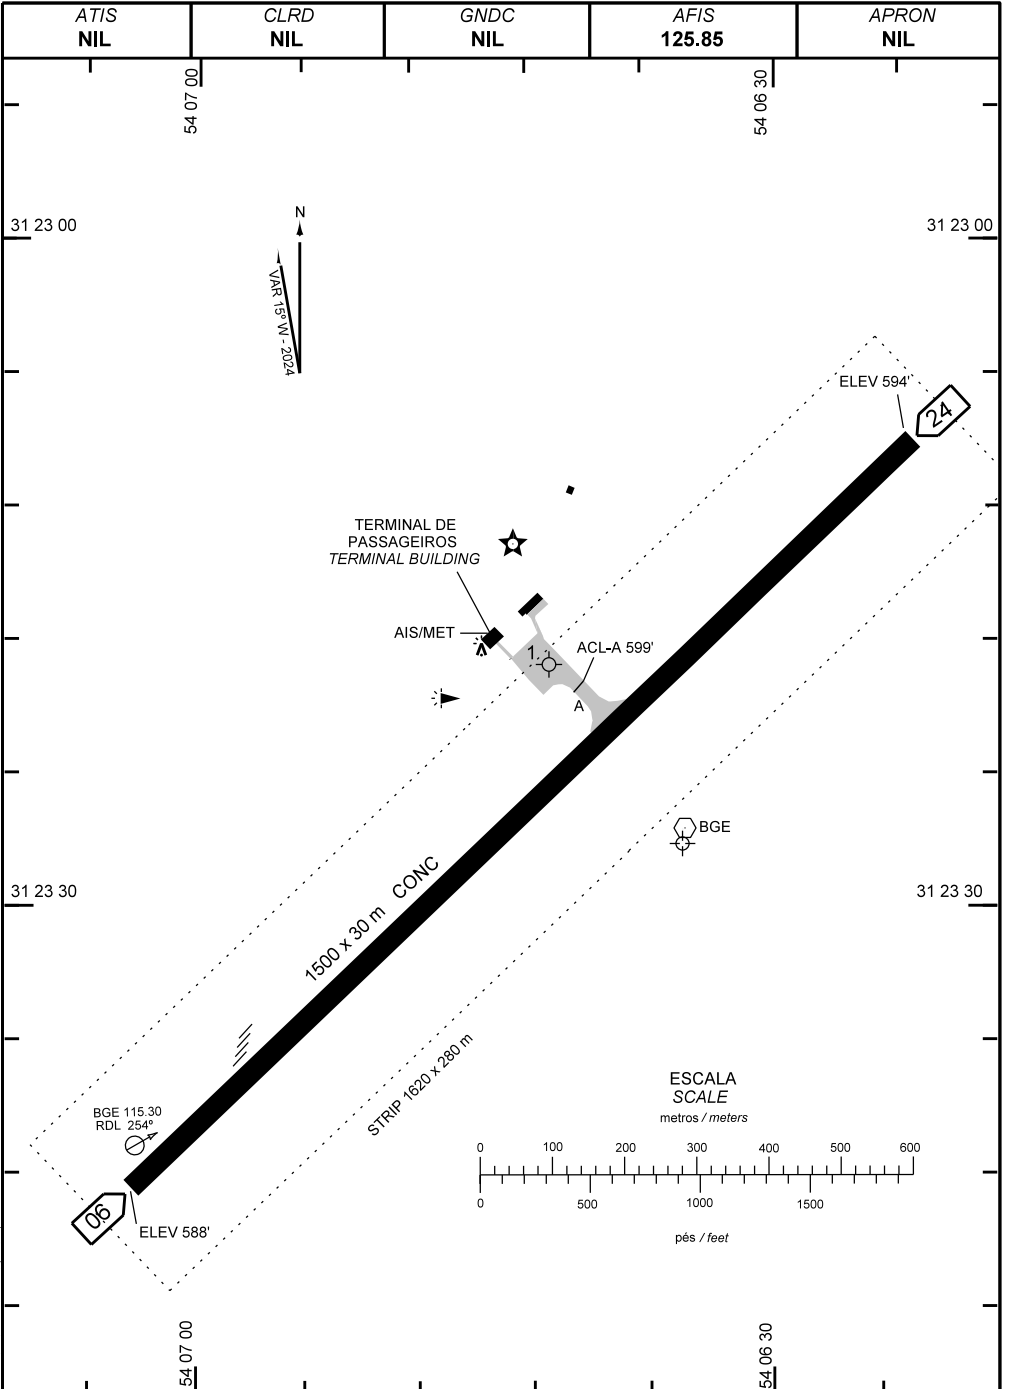 ATIS
NIL
CLRD
NIL
GNDC
NIL
AFIS
125.85
APRON
NIL
54 07 00
54 06 30
31 23 00
31 23 00
N
VAR 15º W - 2024
ELEV 594'
24
TERMINAL DE
PASSAGEIROS
TERMINAL BUILDING
AIS/MET
1
ACL-A 599'
A
BGE
31 23 30
31 23 30
1500 x 30 m CONC
STRIP 1620 x 280 m
BGE 115.30
RDL 254º
06
ELEV 588'
ESCALA
SCALE
metros / meters
0 100 200 300 400 500 600
0 500 1000 1500
pés / feet
54 07 00
54 06 30